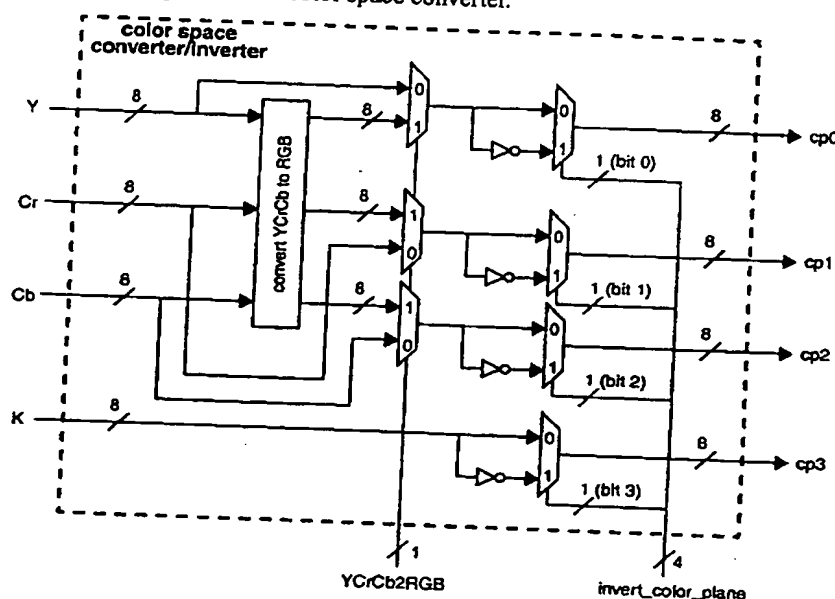 space converter.
color space
converter/inverter
Y
8
8
0
1
0
1
8
cp0
1 (bit 0)
convert YCrCb to RGB
Cr
8
8
1
0
0
1
8
cp1
1 (bit 1)
Cb
8
8
1
0
0
1
8
cp2
1 (bit 2)
K
8
0
1
8
cp3
1 (bit 3)
1
YCrCb2RGB
4
invert_color_plane